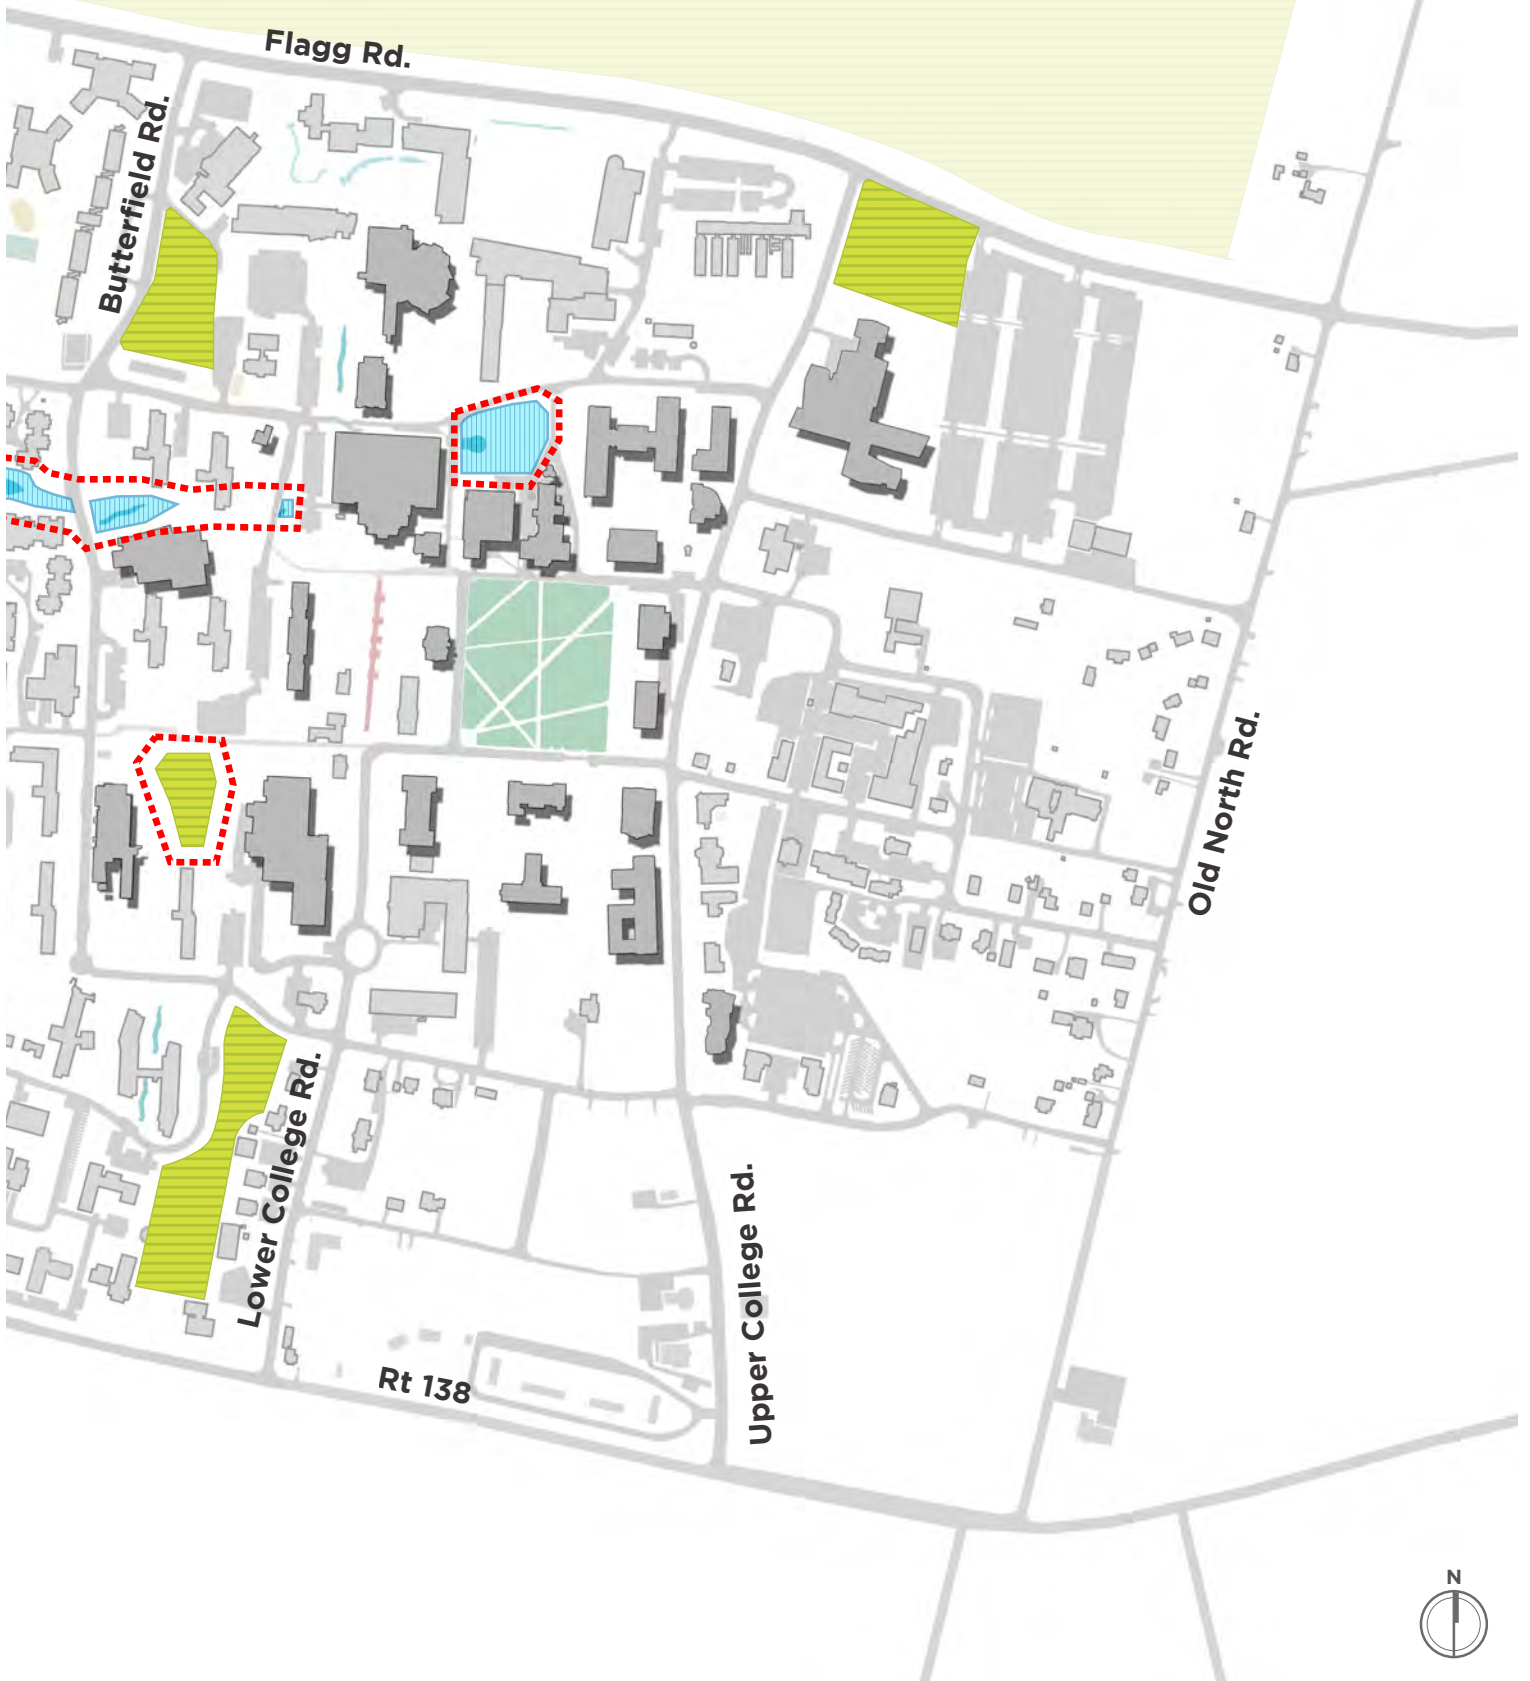 Flagg Rd.
Butterfield Rd.
Old North Rd.
Lower College Rd.
Upper College Rd.
Rt 138
N